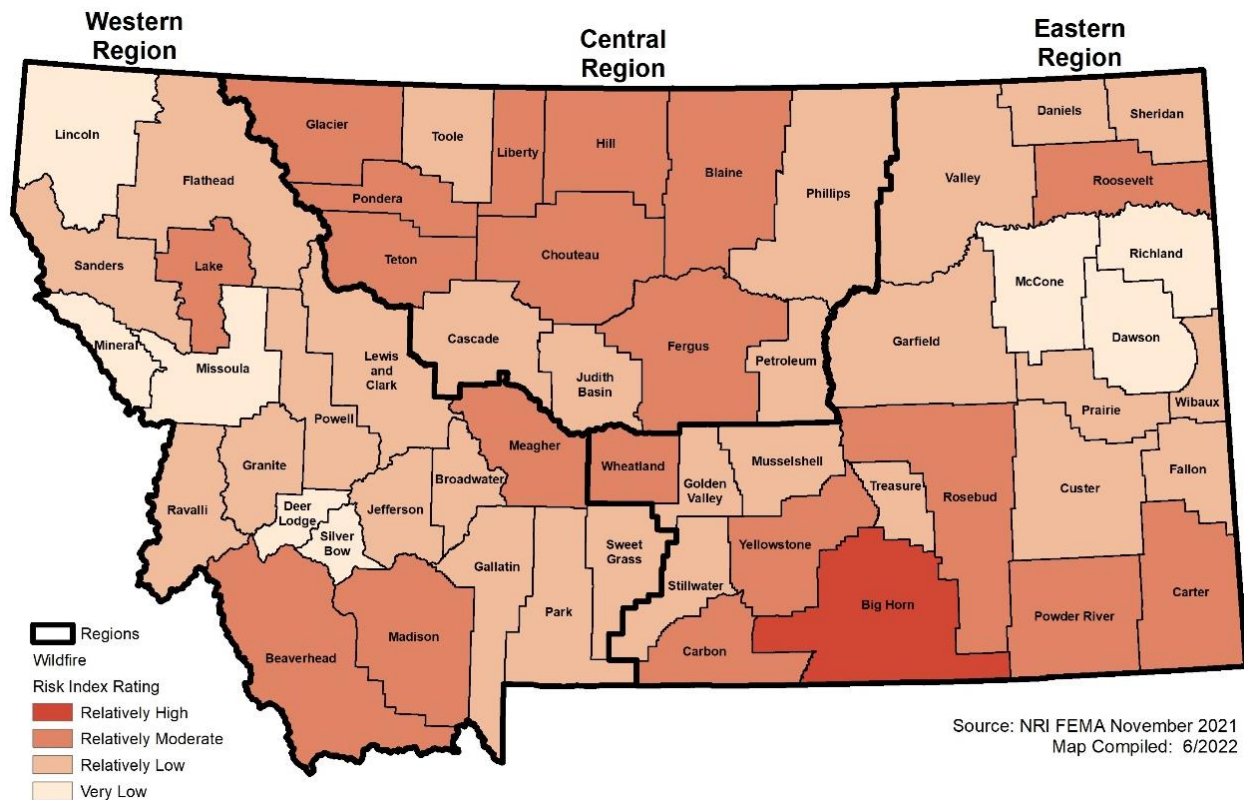 Western
Region
Central
Region
Eastern
Region
Lincoln
Flathead
Glacier
Toole
Liberty
Hill
Blaine
Phillips
Valley
Daniels
Sheridan
Roosevelt
Pondera
Teton
Chouteau
Sanders
Lake
McCone
Richland
Mineral
Missoula
Cascade
Judith
Basin
Fergus
Petroleum
Garfield
Dawson
Lewis
and
Clark
Powell
Prairie
Wibaux
Granite
Meagher
Wheatland
Golden
Valley
Musselshell
Treasure
Rosebud
Custer
Fallon
Ravalli
Deer
Lodge
Silver
Bow
Jefferson
Broadwater
Gallatin
Park
Sweet
Grass
Stillwater
Yellowstone
Big Horn
Powder River
Carter
Beaverhead
Madison
Carbon
Regions
Wildfire
Risk Index Rating
Relatively High
Relatively Moderate
Relatively Low
Very Low
Source: NRI FEMA November 2021
Map Compiled: 6/2022